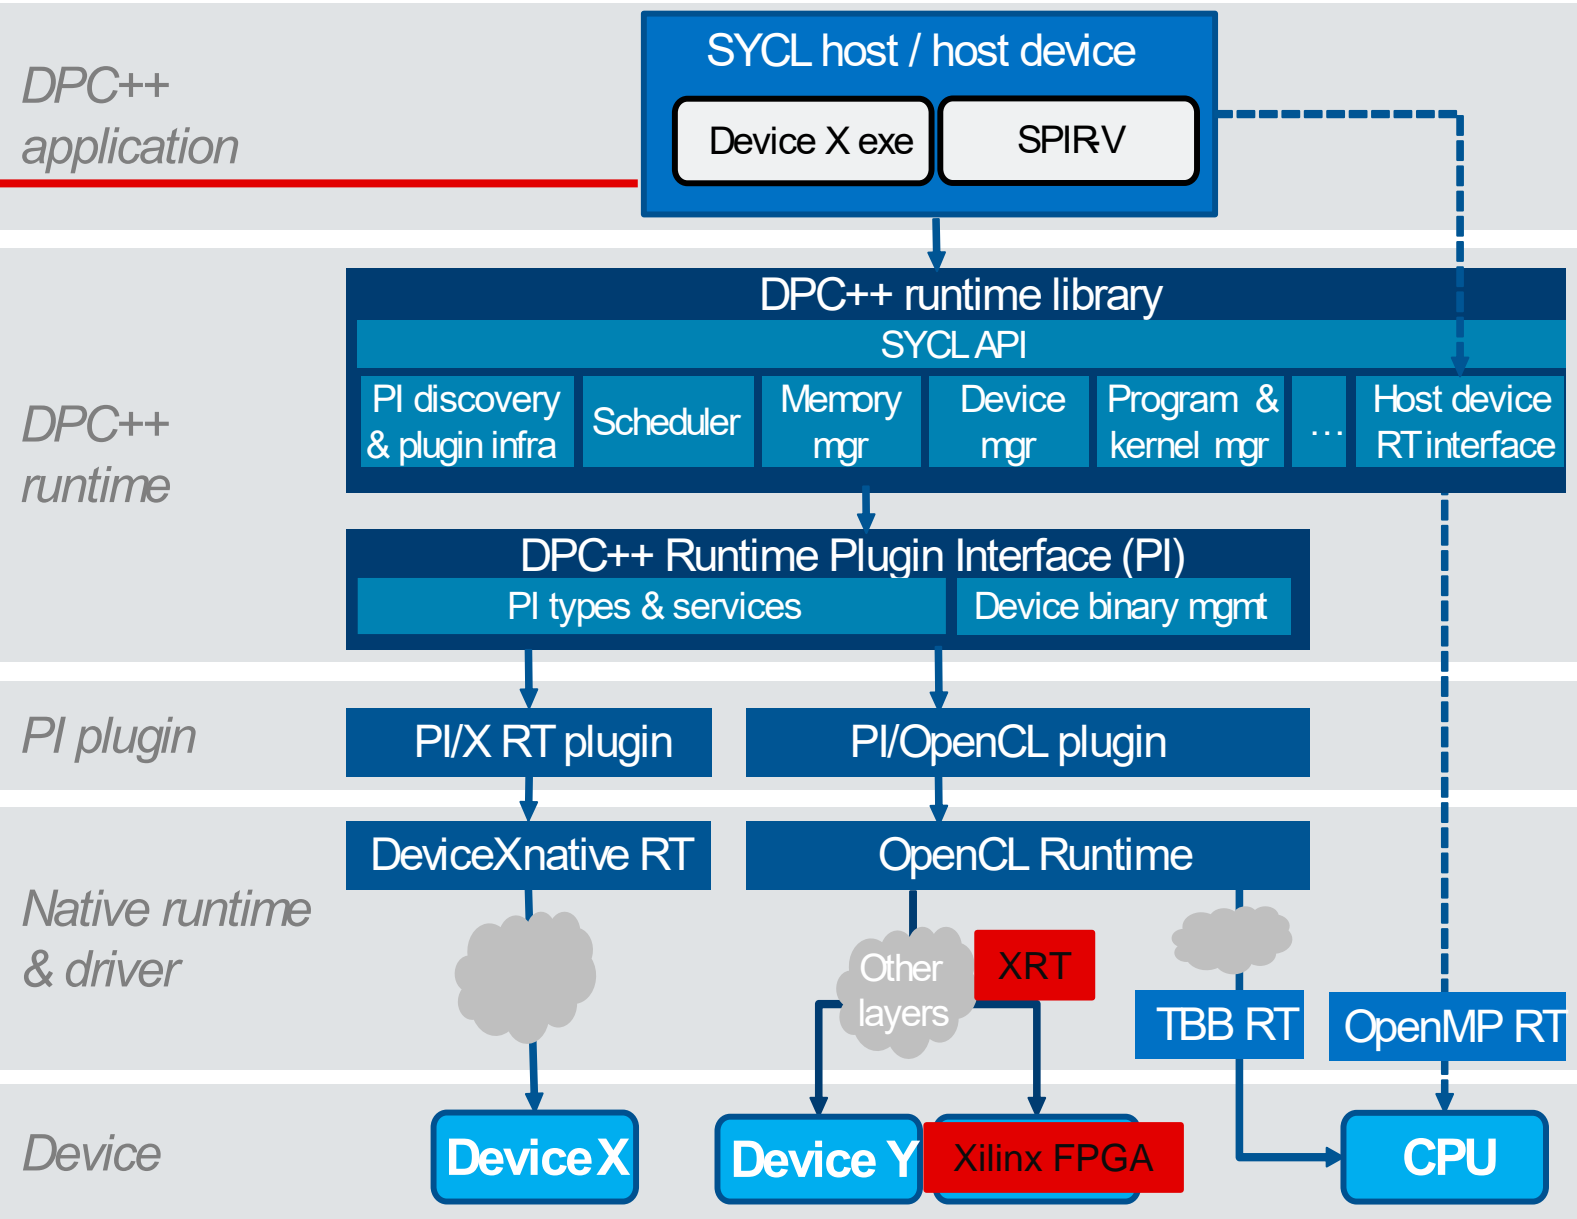 DPC++
application
SYCL host / host device
Device X exe
SPIR-V
DPC++
runtime
DPC++ runtime library
SYCL API
PI discovery
& plugin infra
Scheduler
Memory
mgr
Device
mgr
Program &
kernel mgr
...
Host device
RT interface
DPC++ Runtime Plugin Interface (PI)
PI types & services
Device binary mgmt
PI plugin
PI/X RT plugin
PI/OpenCL plugin
Native runtime
& driver
DeviceX native RT
OpenCL Runtime
Other
layers
XRT
TBB RT
OpenMP RT
Device
Device X
Device Y
Xilinx FPGA
CPU